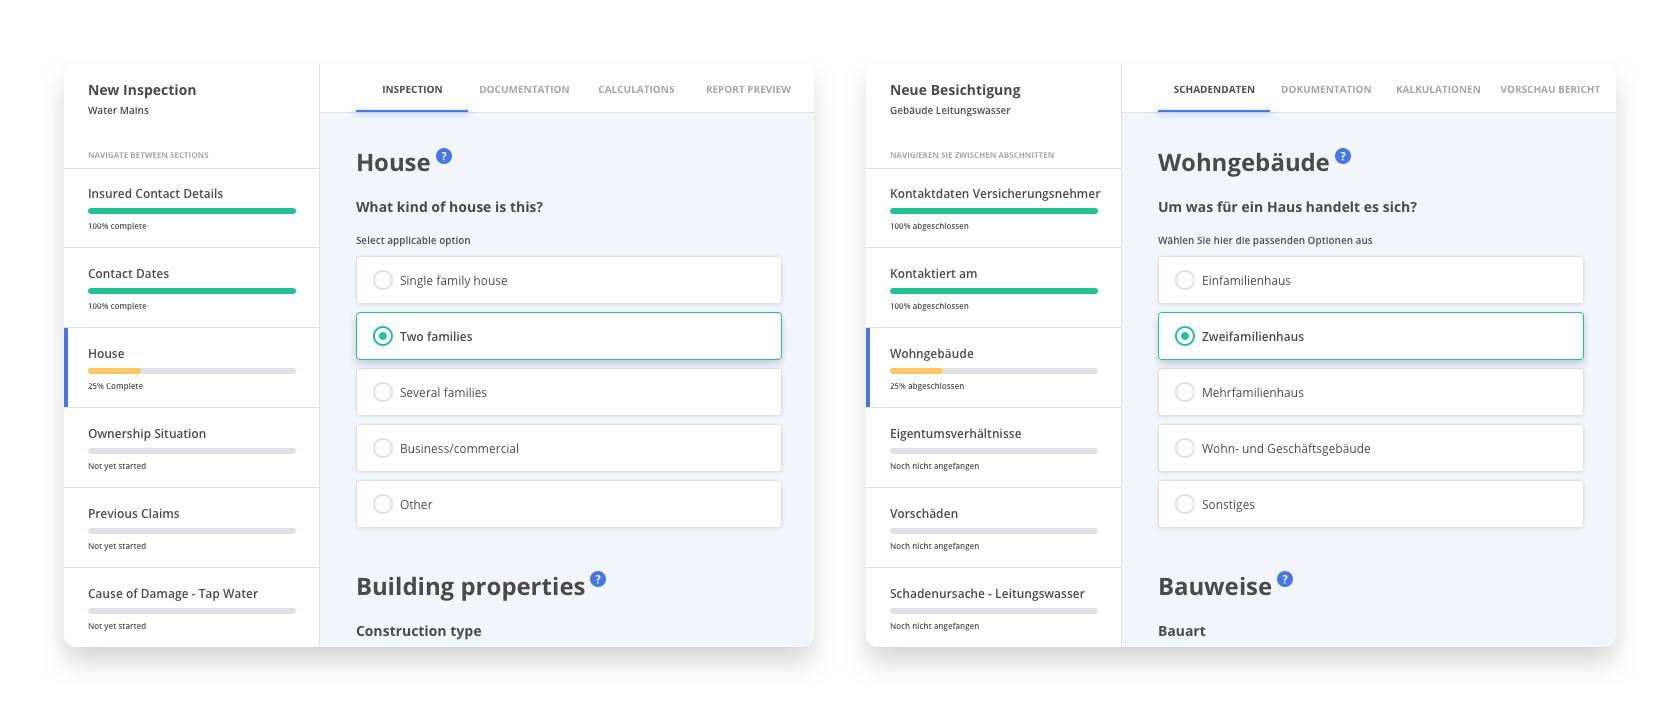 New Inspection
Water Mains
NAVIGATE BETWEEN SECTIONS
Insured Contact Details
100% complete
Contact Dates
100% complete
House
25% Complete
Ownership Situation
Not yet started
Previous Claims
Not yet started
Cause of Damage - Tap Water
Not yet started
INSPECTION DOCUMENTATION CALCULATIONS REPORT PREVIEW
House ?
What kind of house is this?
Select applicable option
Single family house
Two families
Several families
Business/commercial
Other
Building properties ?
Construction type
Neue Besichtigung
Gebäude Leitungswasser
NAVIGIEREN SIE ZWISCHEN ABSCHNITTEN
Kontaktdaten Versicherungsnehmer
100% abgeschlossen
Kontaktiert am
100% abgeschlossen
Wohngebäude
25% abgeschlossen
Eigentumsverhältnisse
Noch nicht angefangen
Vorschäden
Noch nicht angefangen
Schadenursache - Leitungswasser
Noch nicht angefangen
SCHADENDATEN DOKUMENTATION KALKULATIONEN VORSCHAU BERICHT
Wohngebäude ?
Um was für ein Haus handelt es sich?
Wählen Sie hier die passenden Optionen aus
Einfamilienhaus
Zweifamilienhaus
Mehrfamilienhaus
Wohn- und Geschäftsgebäude
Sonstiges
Bauweise ?
Bauart